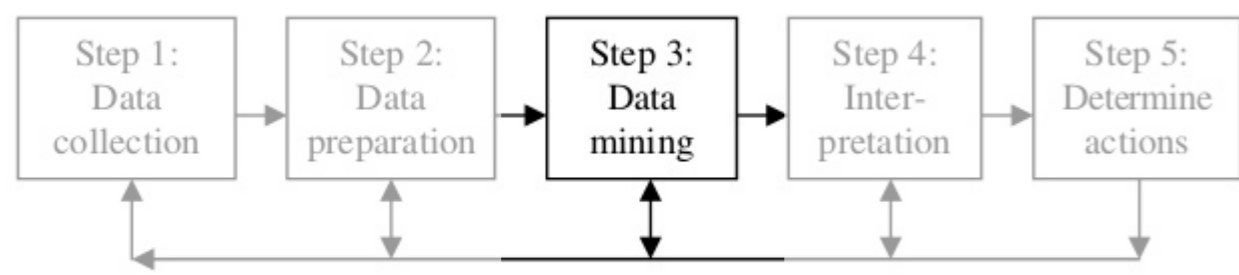 Step 1:
Data
collection
Step 2:
Data
preparation
Step 3:
Data
mining
Step 4:
Inter-
pretation
Step 5:
Determine
actions